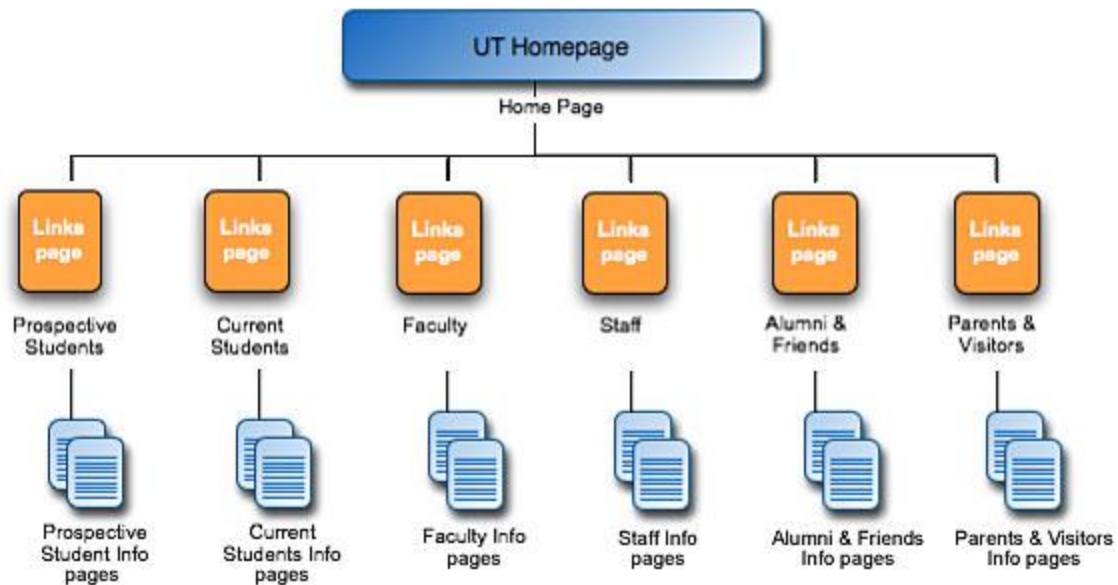 UT Homepage
Home Page
Links page
Links page
Links page
Links page
Links page
Links page
Prospective Students
Current Students
Faculty
Staff
Alumni & Friends
Parents & Visitors
Prospective Student Info pages
Current Students Info pages
Faculty Info pages
Staff Info pages
Alumni & Friends Info pages
Parents & Visitors Info pages